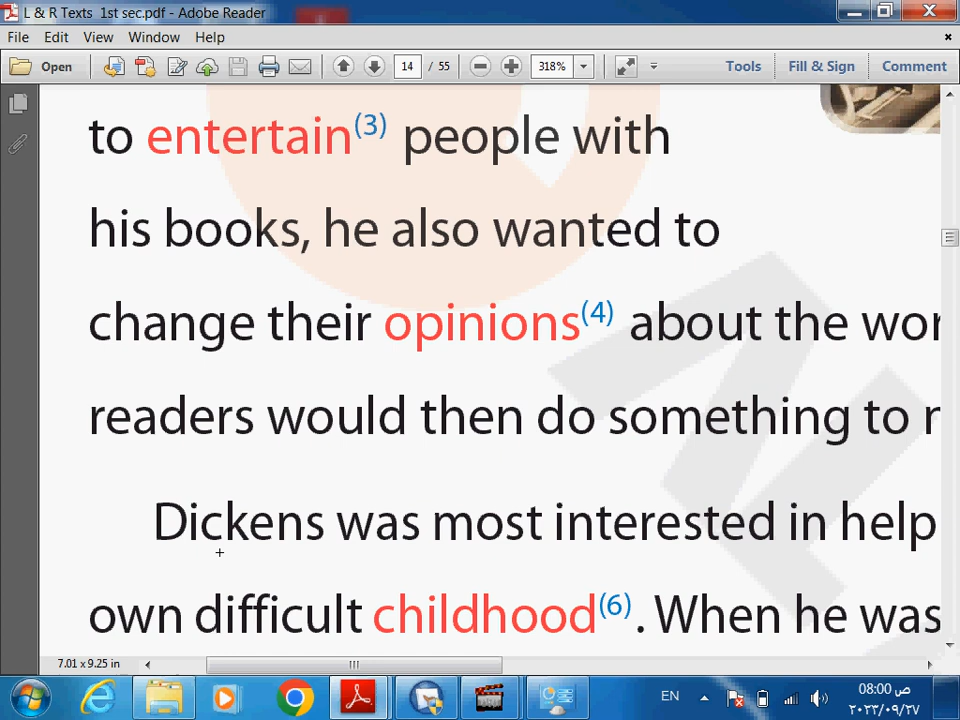 L & R Texts 1st sec.pdf - Adobe Reader
File Edit View Window Help
Open 14 / 55 318% Tools Fill & Sign Comment
to entertain(3) people with
his books, he also wanted to
change their opinions(4) about the wor
readers would then do something to
Dickens was most interested in help
own difficult childhood(6). When he was
7.01 x 9.25 in
EN 08:00 ص
٢٠٢٣/٠٩/٢٧